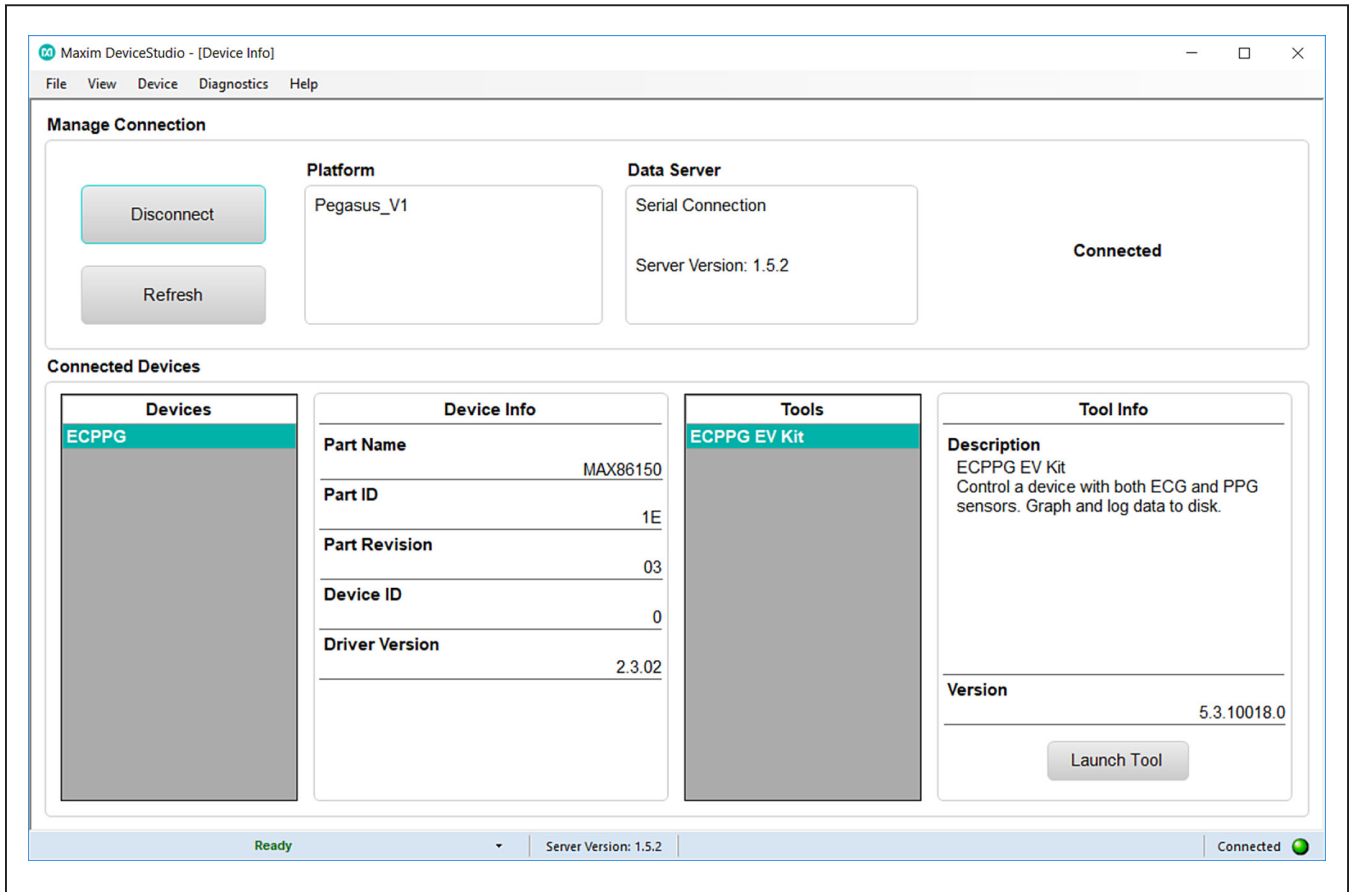 Maxim DeviceStudio - [Device Info]
File View Device Diagnostics Help
Manage Connection
Disconnect
Refresh
Platform
Pegasus_V1
Data Server
Serial Connection
Server Version: 1.5.2
Connected
Connected Devices
Devices
ECPPG
Device Info
Part Name
MAX86150
Part ID
1E
Part Revision
03
Device ID
0
Driver Version
2.3.02
Tools
ECPPG EV Kit
Tool Info
Description
ECPPG EV Kit
Control a device with both ECG and PPG
sensors. Graph and log data to disk.
Version
5.3.10018.0
Launch Tool
Ready
Server Version: 1.5.2
Connected